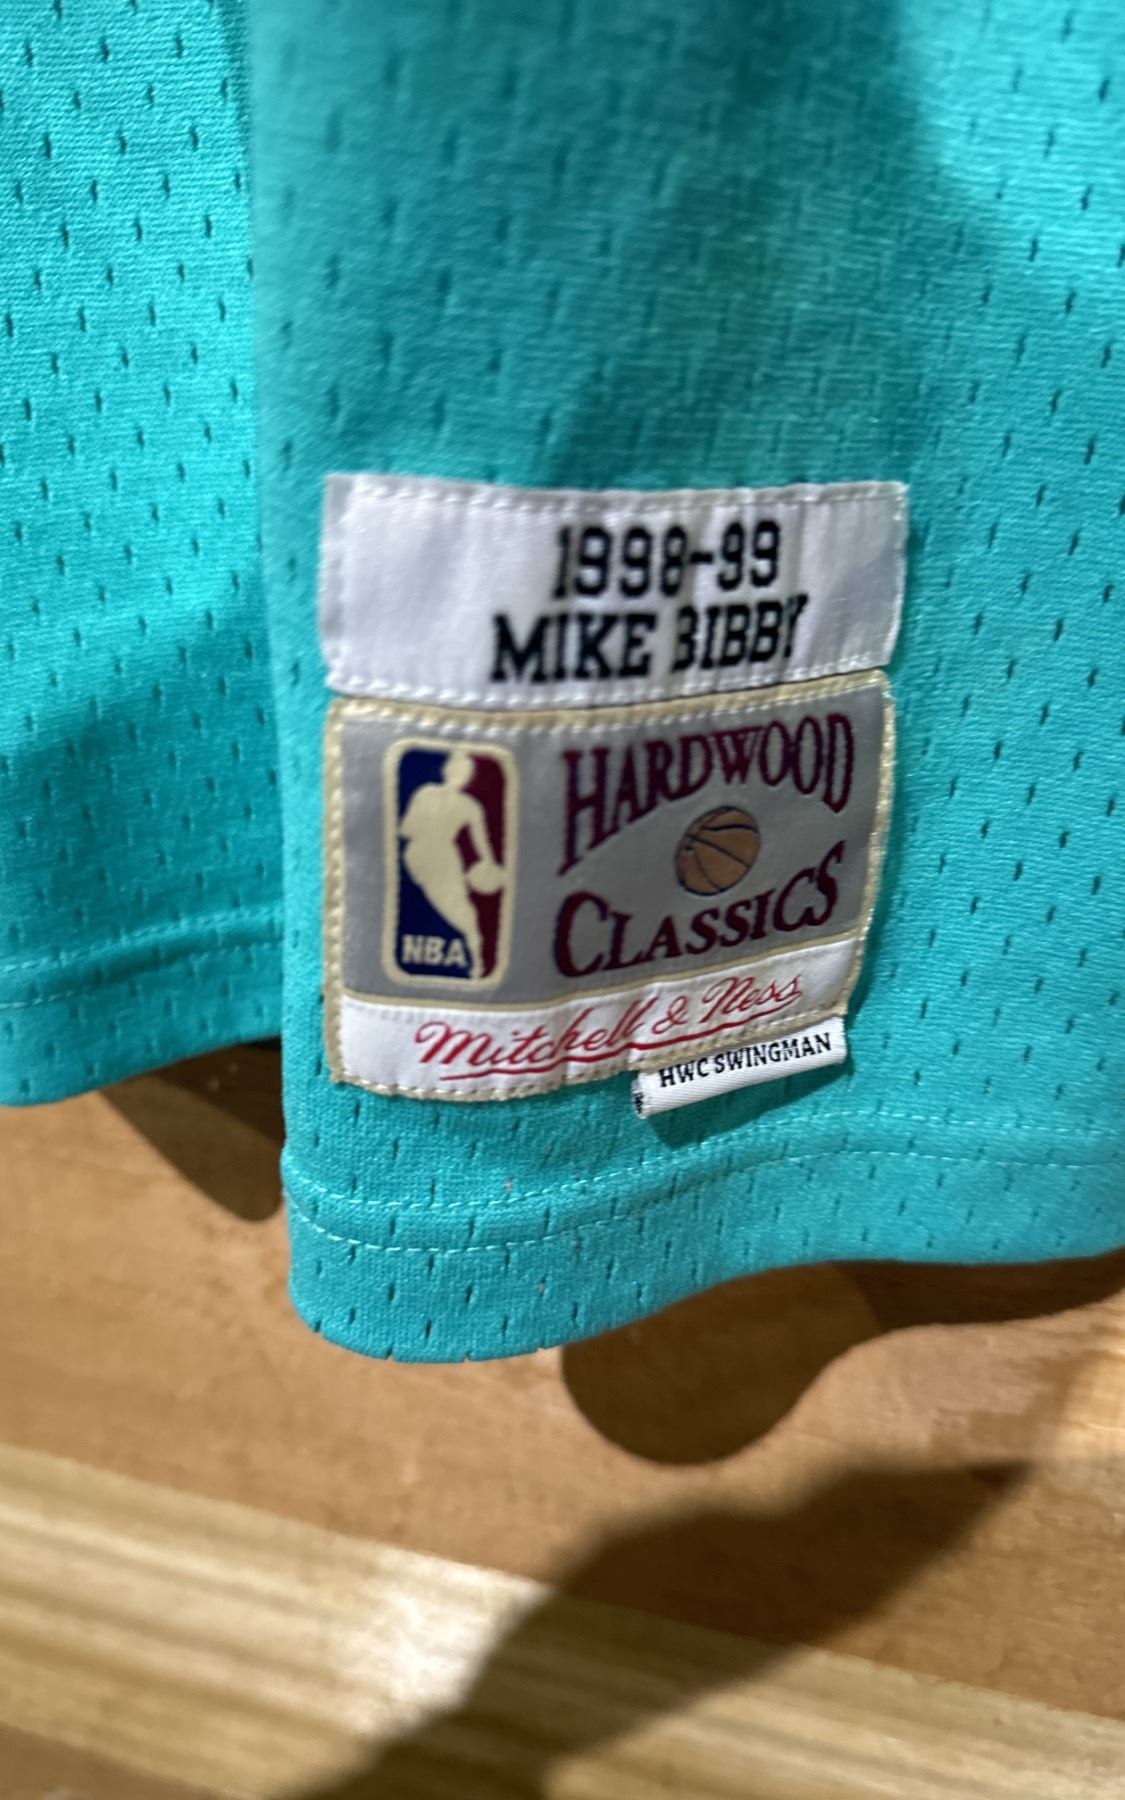 1998-99
MIKE BIBBY
HARDWOOD
CLASSICS
NBA
Mitchell & Ness
HWC SWINGMAN